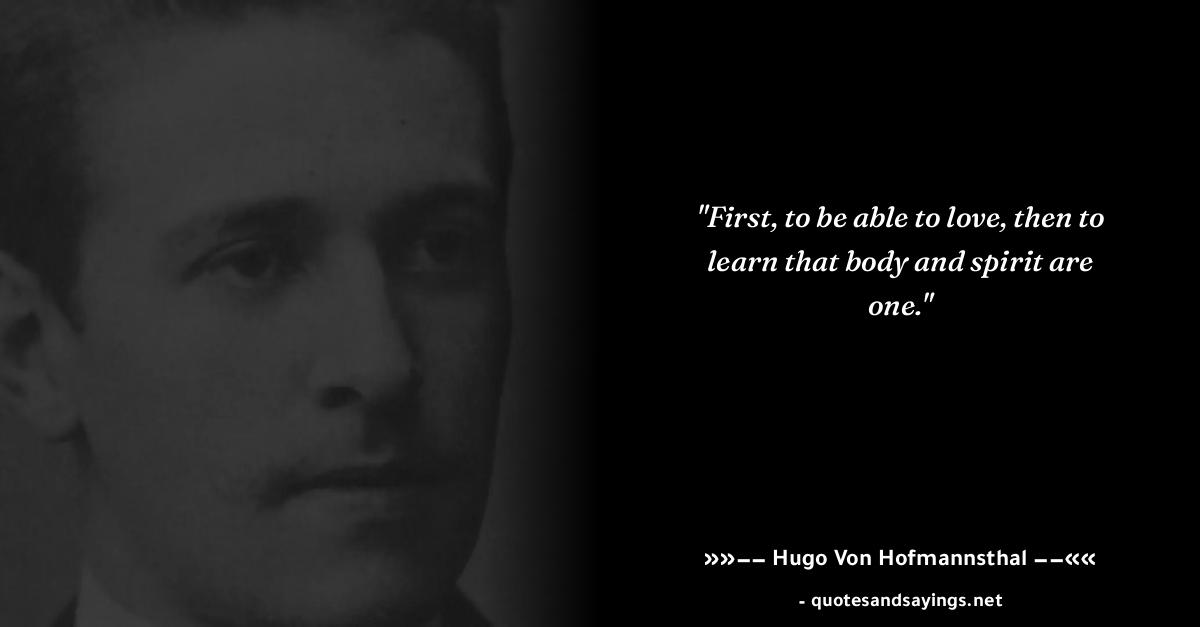 "First, to be able to love, then to
learn that body and spirit are
one."
»»–– Hugo Von Hofmannsthal ––««
- quotesandsayings.net